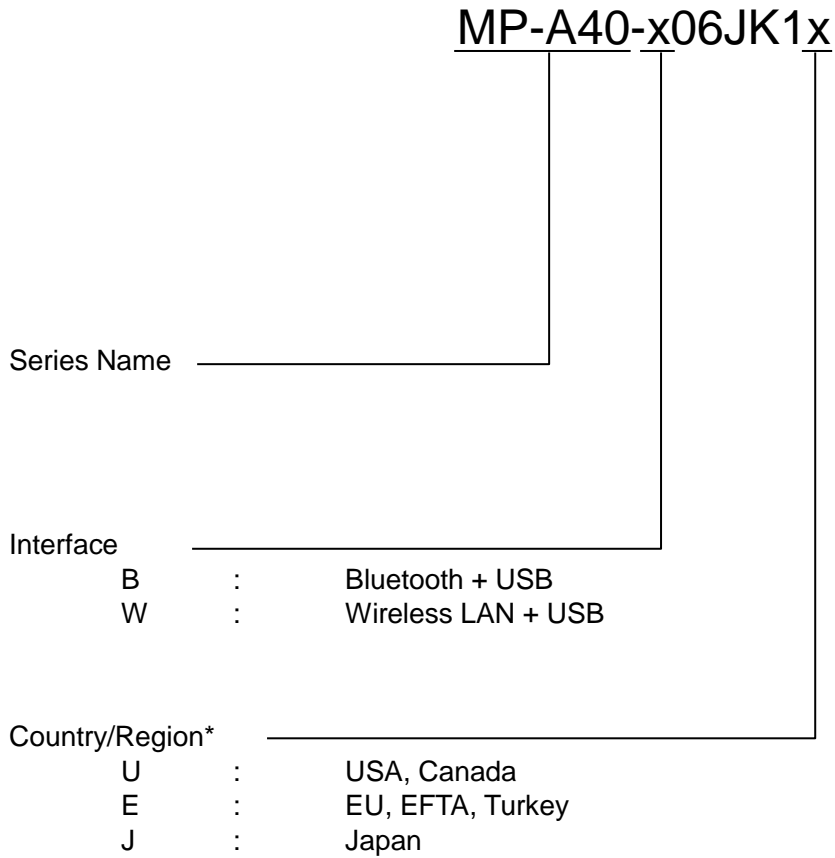 MP-A40-x06JK1x
Series Name
Interface
B : Bluetooth + USB
W : Wireless LAN + USB
Country/Region*
U : USA, Canada
E : EU, EFTA, Turkey
J : Japan